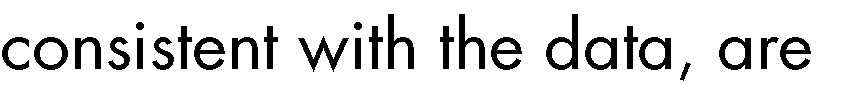 consistent with the data, are